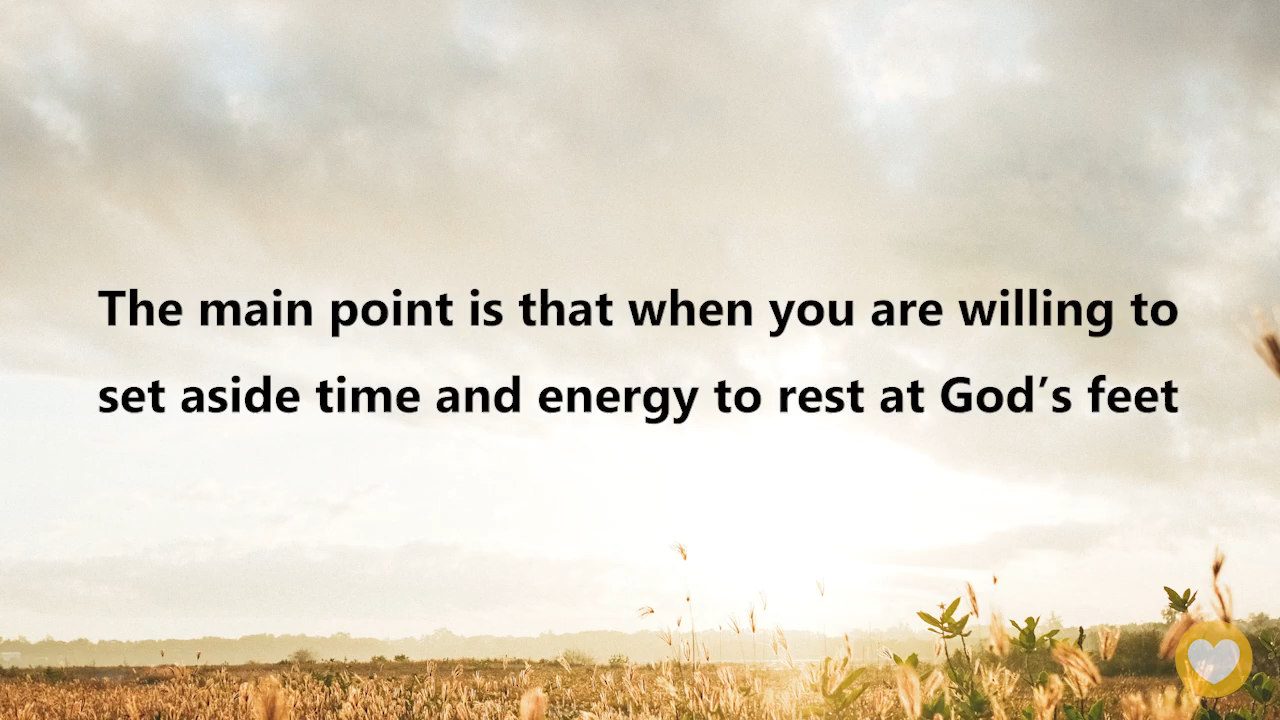 The main point is that when you are willing to
set aside time and energy to rest at God’s feet